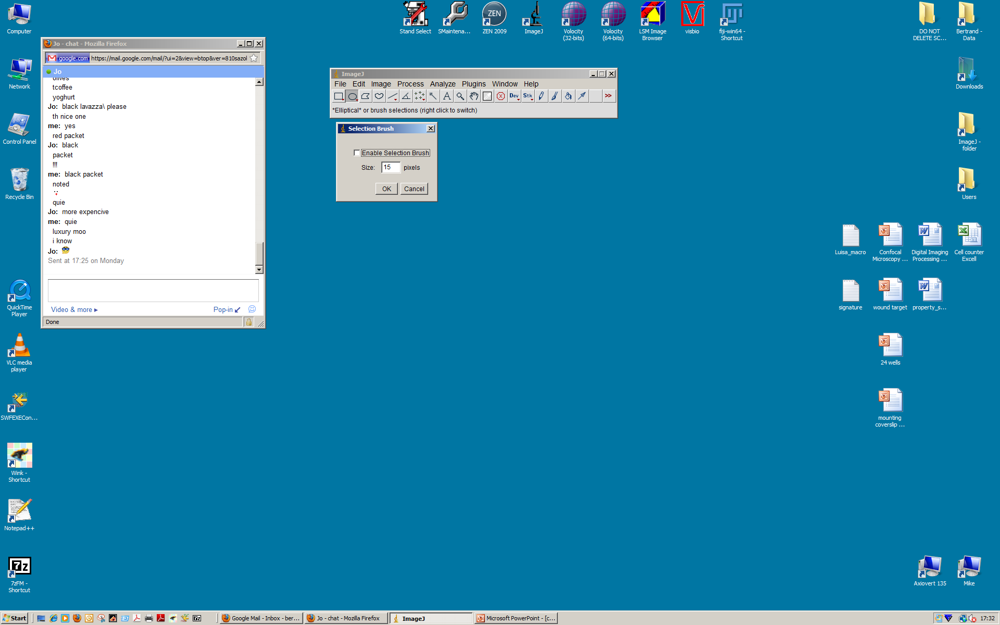 Computer
Network
Control Panel
Recycle Bin
QuickTime
Player
VLC media
player
SWFEXECon...
Wink -
Shortcut
Notepad++
7z
7zFM -
Shortcut
Jo - chat - Mozilla Firefox
google.com https://mail.google.com/mail/?ui=2&view=btop&ver=810sazol
Jo
olives
tcoffee
yoghurt
Jo: black lavazza\ please
th nice one
me: yes
red packet
Jo: black
packet
!!!
me: black packet
noted
quie
Jo: more expencive
me: quie
luxury moo
i know
Jo:
Sent at 17:25 on Monday
Video & more
Pop-in
Done
Stand Select
SMaintena...
ZEN
ZEN 2009
ImageJ
Volocity
(32-bits)
Volocity
(64-bits)
LSM Image
Browser
visbio
fiji-win64 -
Shortcut
ImageJ
File Edit Image Process Analyze Plugins Window Help
A Dev Stk >>
*Elliptical* or brush selections (right click to switch)
Selection Brush
Enable Selection Brush
Size: 15 pixels
OK Cancel
DO NOT
DELETE SC...
Bertrand -
Data
Downloads
ImageJ -
folder
Users
Luisa_macro
Confocal
Microscopy ...
Digital Imaging
Processing ...
Cell counter
Excell
signature
wound target
property_s...
24 wells
mounting
coverslip ...
Axiovert 135
Mike
Start
7z
Google Mail - Inbox - ber...
Jo - chat - Mozilla Firefox
ImageJ
Microsoft PowerPoint - [c...
17:32